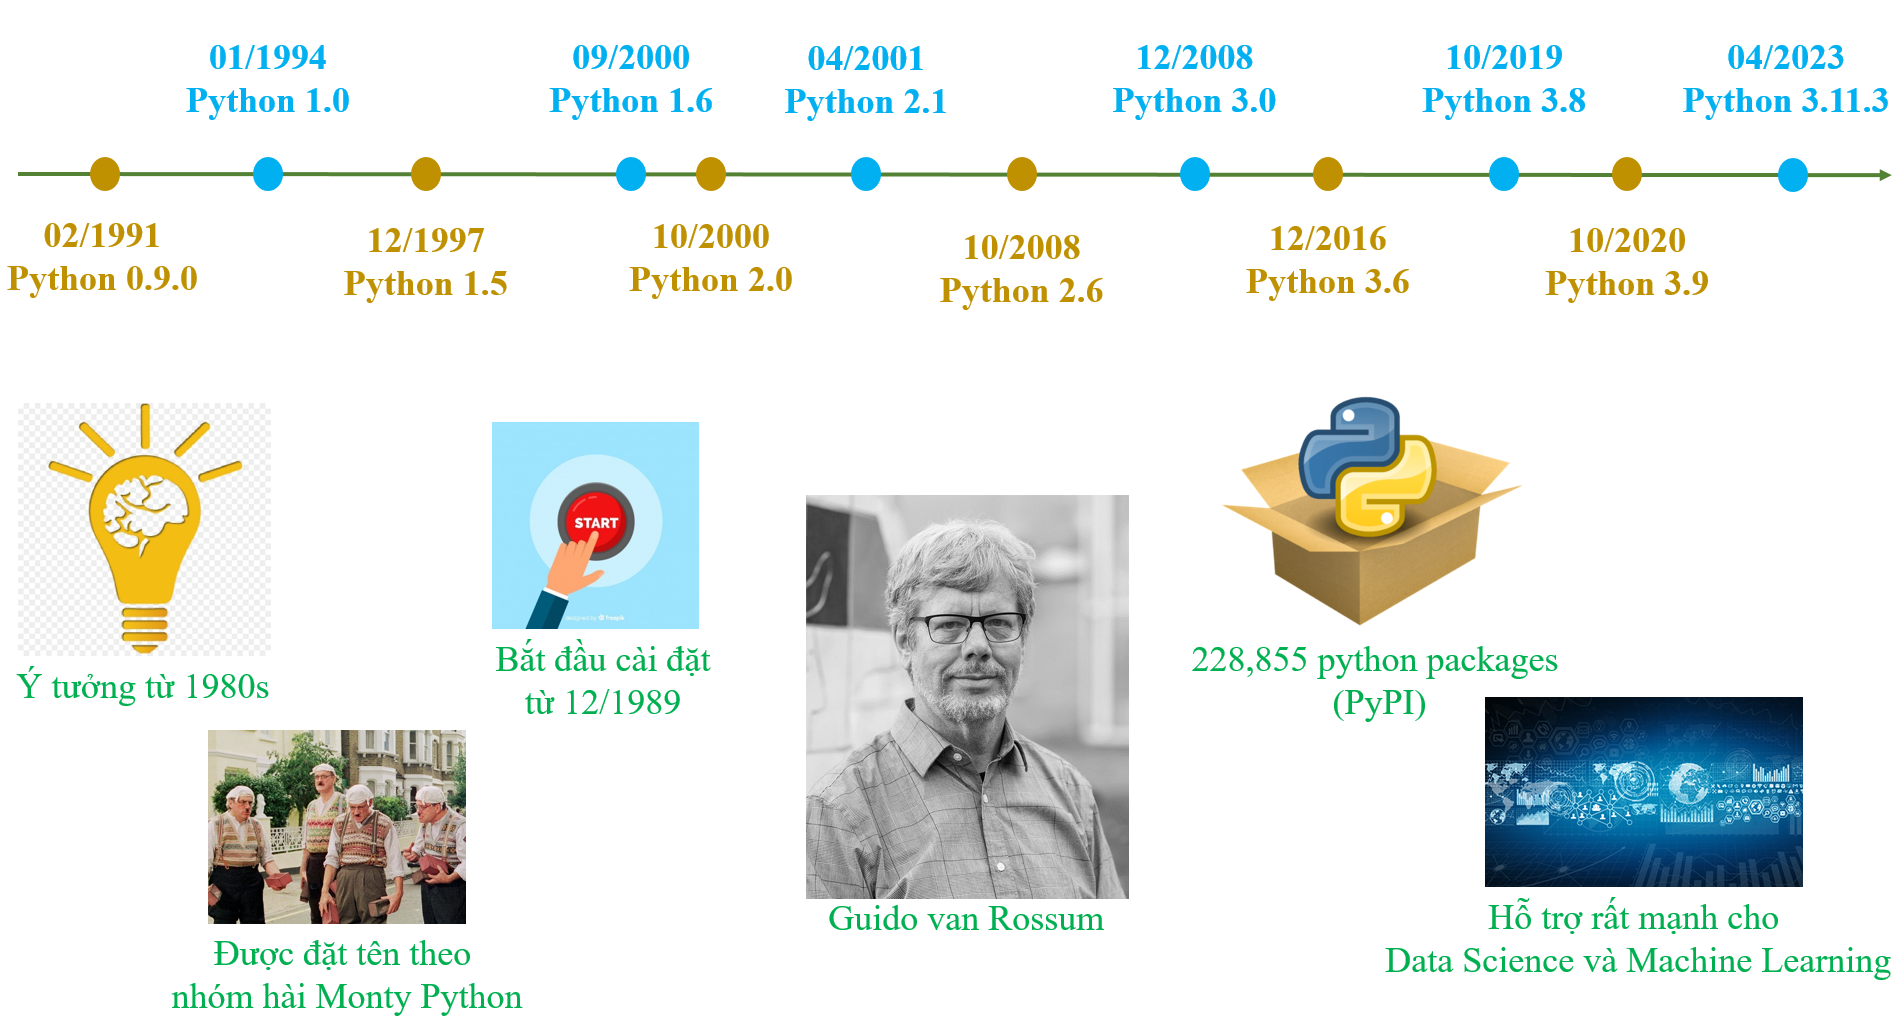 01/1994
Python 1.0
09/2000
Python 1.6
04/2001
Python 2.1
12/2008
Python 3.0
10/2019
Python 3.8
04/2023
Python 3.11.3
02/1991
Python 0.9.0
12/1997
Python 1.5
10/2000
Python 2.0
10/2008
Python 2.6
12/2016
Python 3.6
10/2020
Python 3.9
START
designed by freepik
Ý tưởng từ 1980s
Bắt đầu cài đặt
từ 12/1989
228,855 python packages
(PyPI)
Guido van Rossum
Được đặt tên theo
nhóm hài Monty Python
Hỗ trợ rất mạnh cho
Data Science và Machine Learning